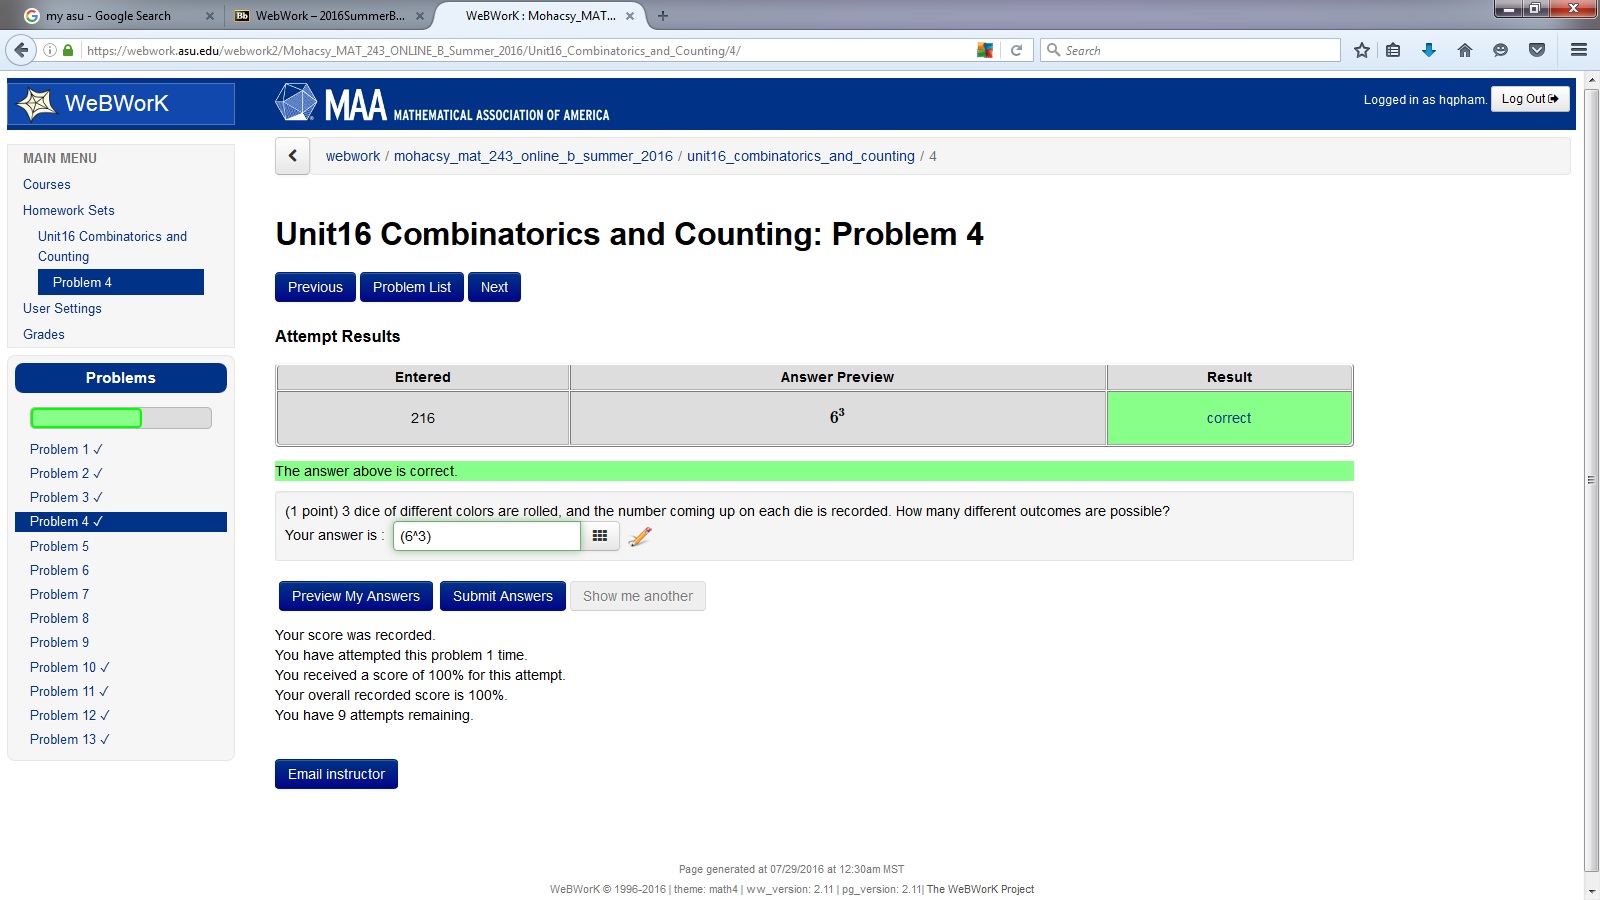 my asu - Google Search
WebWork – 2016SummerB...
WeBWorK : Mohacsy_MAT...
https://webwork.asu.edu/webwork2/Mohacsy_MAT_243_ONLINE_B_Summer_2016/Unit16_Combinatorics_and_Counting/4/
Search
WeBWorK
MAA MATHEMATICAL ASSOCIATION OF AMERICA
Logged in as hqpham.
Log Out
MAIN MENU
Courses
Homework Sets
Unit16 Combinatorics and
Counting
Problem 4
User Settings
Grades
Problems
Problem 1 ✓
Problem 2 ✓
Problem 3 ✓
Problem 4 ✓
Problem 5
Problem 6
Problem 7
Problem 8
Problem 9
Problem 10 ✓
Problem 11 ✓
Problem 12 ✓
Problem 13 ✓
webwork / mohacsy_mat_243_online_b_summer_2016 / unit16_combinatorics_and_counting / 4
Unit16 Combinatorics and Counting: Problem 4
Previous
Problem List
Next
Attempt Results
Entered Answer Preview Result
216 6³ correct
The answer above is correct.
(1 point) 3 dice of different colors are rolled, and the number coming up on each die is recorded. How many different outcomes are possible?
Your answer is : (6^3)
Preview My Answers
Submit Answers
Show me another
Your score was recorded.
You have attempted this problem 1 time.
You received a score of 100% for this attempt.
Your overall recorded score is 100%.
You have 9 attempts remaining.
Email instructor
Page generated at 07/29/2016 at 12:30am MST
WeBWorK © 1996-2016 | theme: math4 | ww_version: 2.11 | pg_version: 2.11| The WeBWorK Project